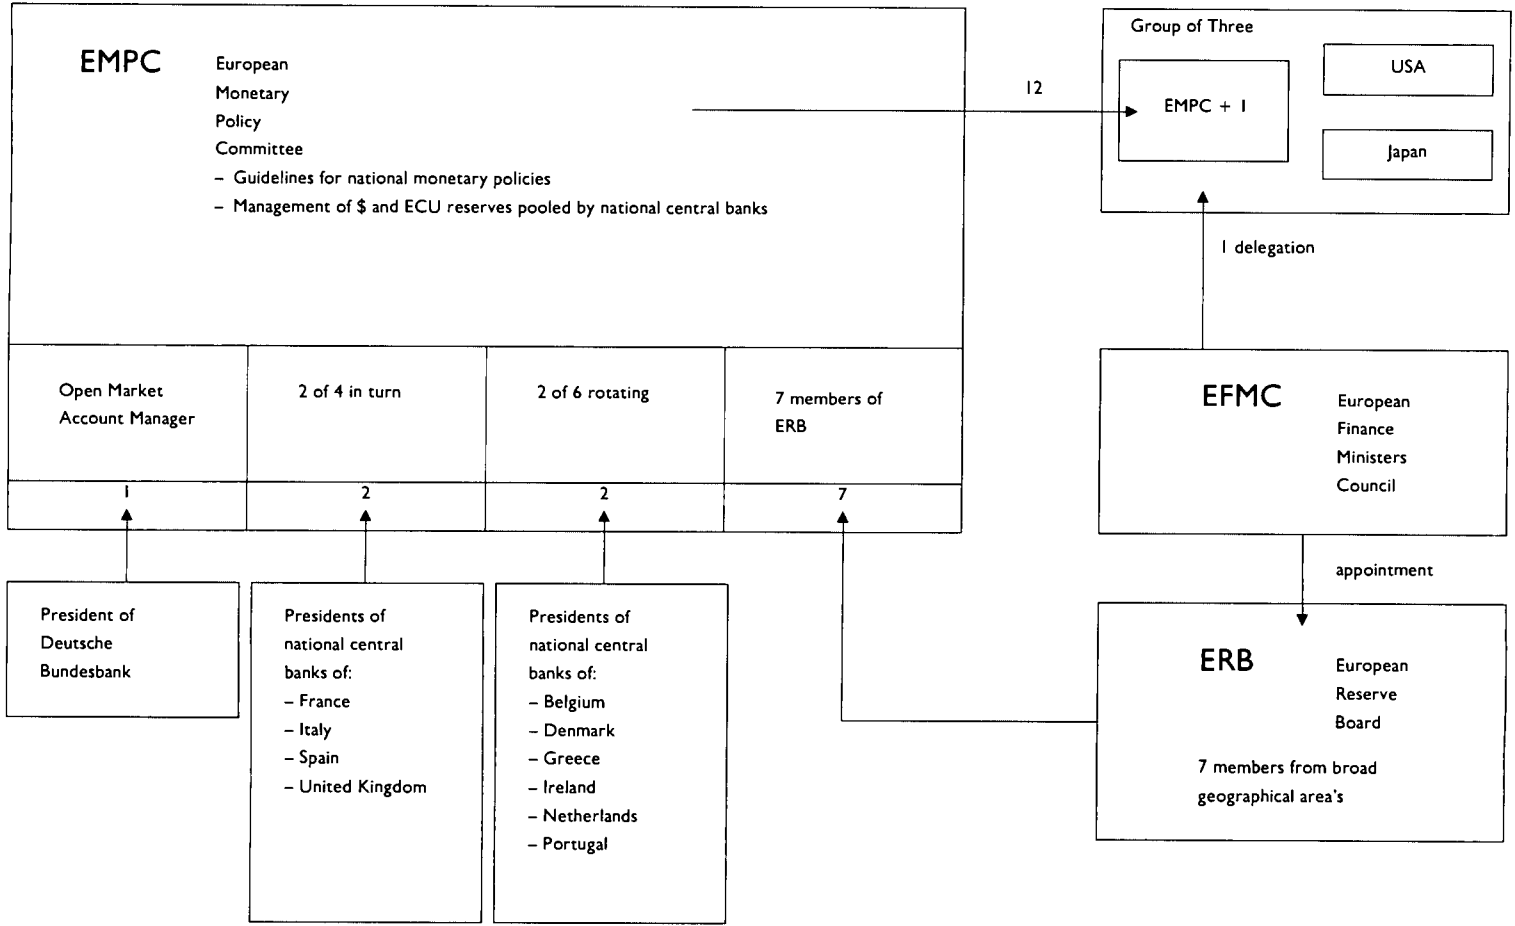 EMPC
European
Monetary
Policy
Committee
– Guidelines for national monetary policies
– Management of $ and ECU reserves pooled by national central banks
12
Group of Three
EMPC + 1
USA
Japan
1 delegation
Open Market
Account Manager
2 of 4 in turn
2 of 6 rotating
7 members of
ERB
1
2
2
7
EFMC
European
Finance
Ministers
Council
appointment
President of
Deutsche
Bundesbank
Presidents of
national central
banks of:
– France
– Italy
– Spain
– United Kingdom
Presidents of
national central
banks of:
– Belgium
– Denmark
– Greece
– Ireland
– Netherlands
– Portugal
ERB
European
Reserve
Board
7 members from broad
geographical area's